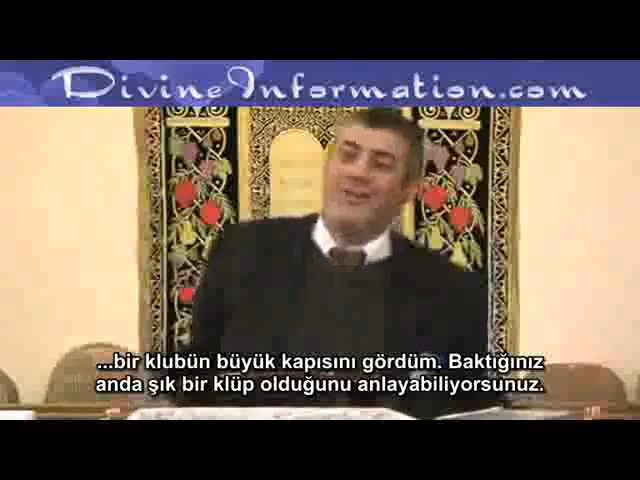 DivineInformation.com
...bir klubün büyük kapısını gördüm. Baktığınız
anda şık bir klüp olduğunu anlayabiliyorsunuz.